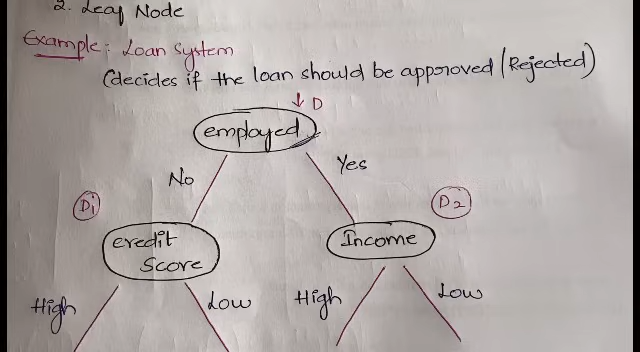 2. Leaf Node
Example: Loan System
(decides if the loan should be approved/Rejected)
↓ D
employed
No
Yes
D1
D2
credit
Score
Income
High
Low
High
Low